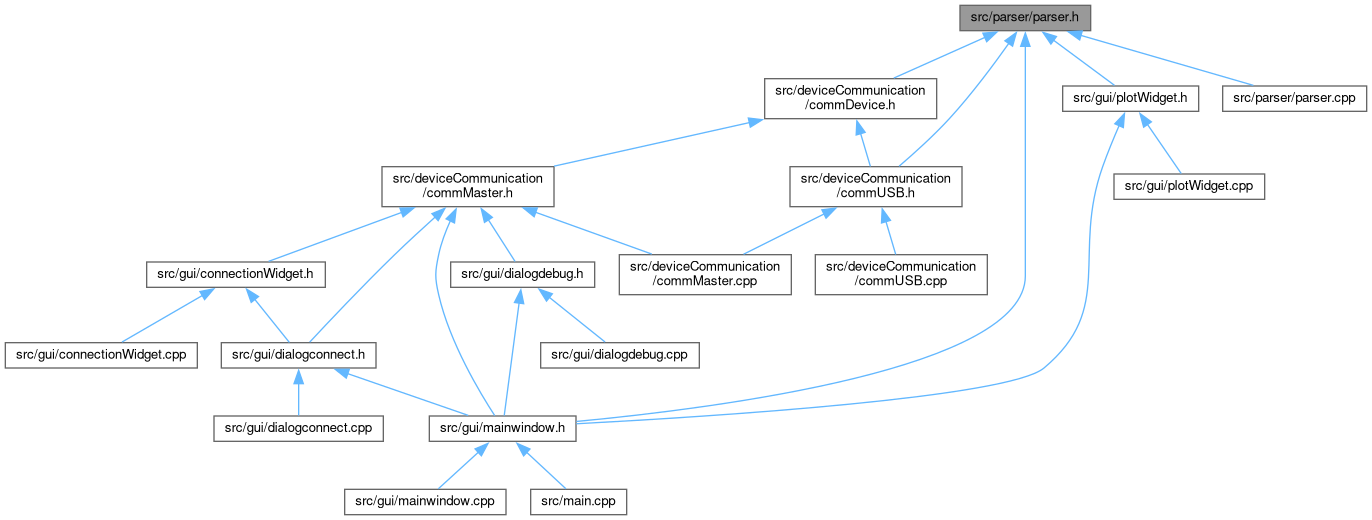 src/parser/parser.h
src/deviceCommunication
/commDevice.h
src/gui/plotWidget.h
src/parser/parser.cpp
src/deviceCommunication
/commMaster.h
src/deviceCommunication
/commUSB.h
src/gui/plotWidget.cpp
src/gui/connectionWidget.h
src/gui/dialogdebug.h
src/deviceCommunication
/commMaster.cpp
src/deviceCommunication
/commUSB.cpp
src/gui/connectionWidget.cpp
src/gui/dialogconnect.h
src/gui/dialogdebug.cpp
src/gui/dialogconnect.cpp
src/gui/mainwindow.h
src/gui/mainwindow.cpp
src/main.cpp